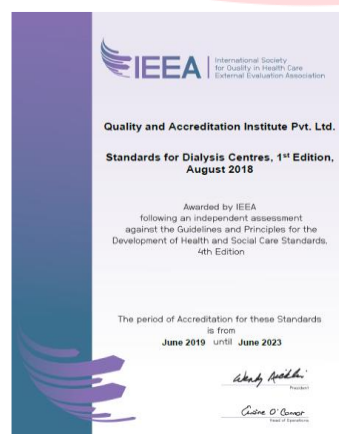 IEEA
International Society
for Quality in Health Care
External Evaluation Association
Quality and Accreditation Institute Pvt. Ltd.
Standards for Dialysis Centres, 1st Edition,
August 2018
Awarded by IEEA
following an independent assessment
against the Guidelines and Principles for the
Development of Health and Social Care Standards,
4th Edition
The period of Accreditation for these Standards
is from
June 2019 until June 2023
President
Head of Operations